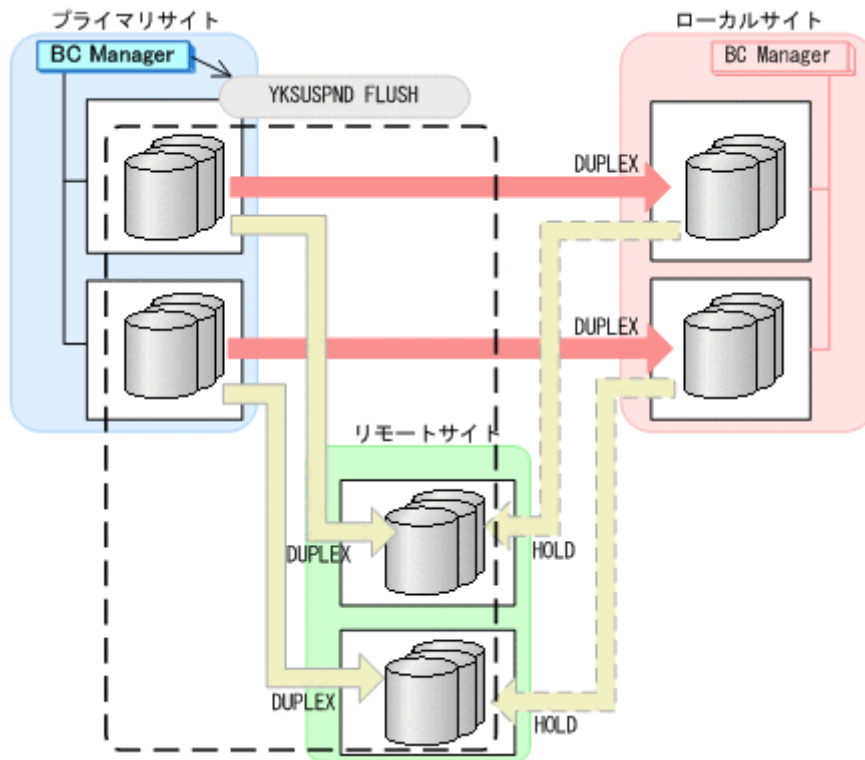 プライマリサイト
ローカルサイト
BC Manager
BC Manager
YKSUSPND FLUSH
DUPLEX
DUPLEX
リモートサイト
DUPLEX
HOLD
DUPLEX
HOLD